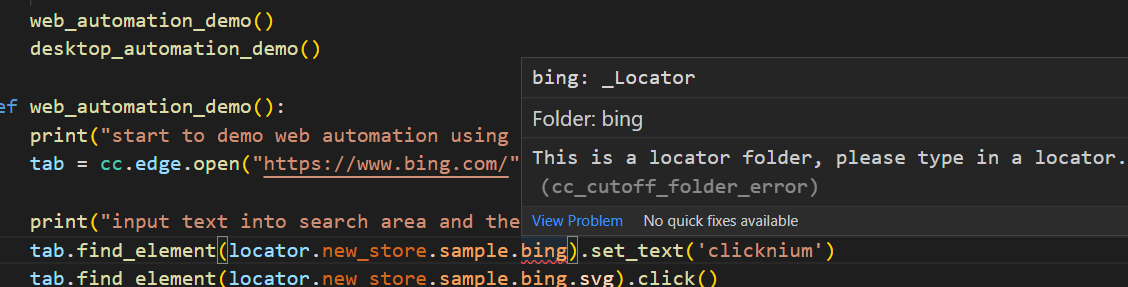 web_automation_demo()
desktop_automation_demo()
bing: _Locator
ef web_automation_demo():
Folder: bing
print("start to demo web automation using
This is a locator folder, please type in a locator.
tab = cc.edge.open("https://www.bing.com/"
(cc_cutoff_folder_error)
print("input text into search area and the
View Problem No quick fixes available
tab.find_element(locator.new_store.sample.bing).set_text('clicknium')
tab.find_element(locator.new_store.sample.bing.svg).click()